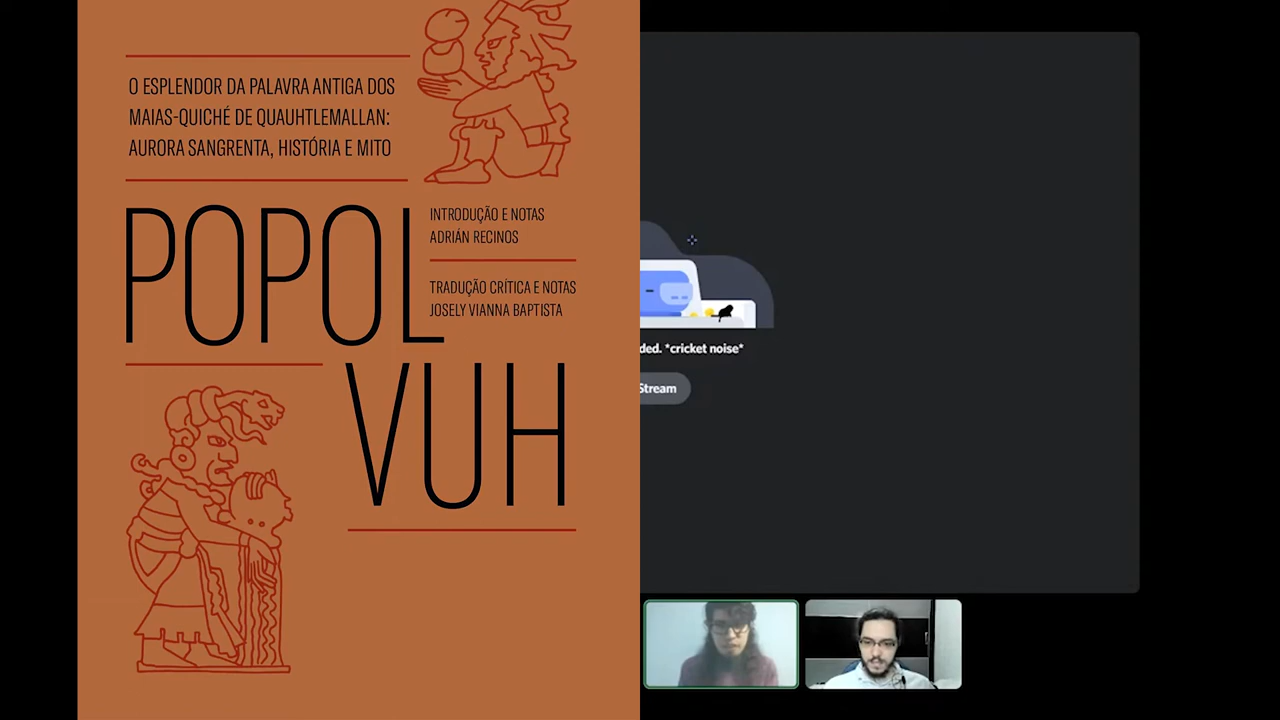 O ESPLENDOR DA PALAVRA ANTIGA DOS
MAIAS-QUICHÉ DE QUAUHTLEMALLAN:
AURORA SANGRENTA, HISTÓRIA E MITO
POPOL
INTRODUÇÃO E NOTAS
ADRIÁN RECINOS
TRADUÇÃO CRÍTICA E NOTAS
JOSELY VIANNA BAPTISTA
VUH
ded. *cricket noise*
Stream